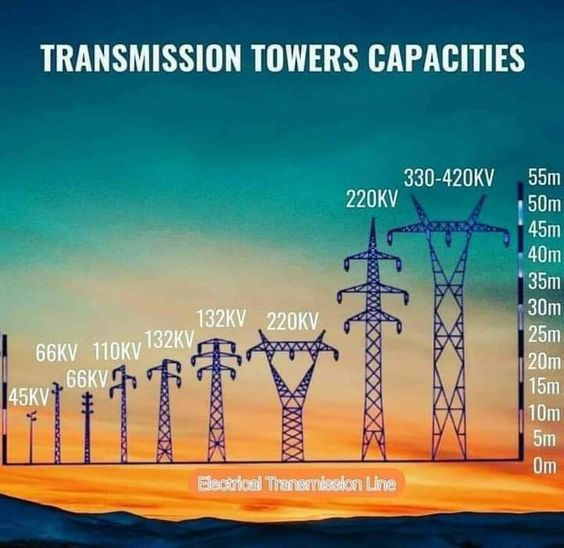 TRANSMISSION TOWERS CAPACITIES
330-420KV
220KV
132KV
220KV
132KV
66KV
110KV
66KV
45KV
55m
50m
45m
40m
35m
30m
25m
20m
15m
10m
5m
0m
Electrical Transmission Line